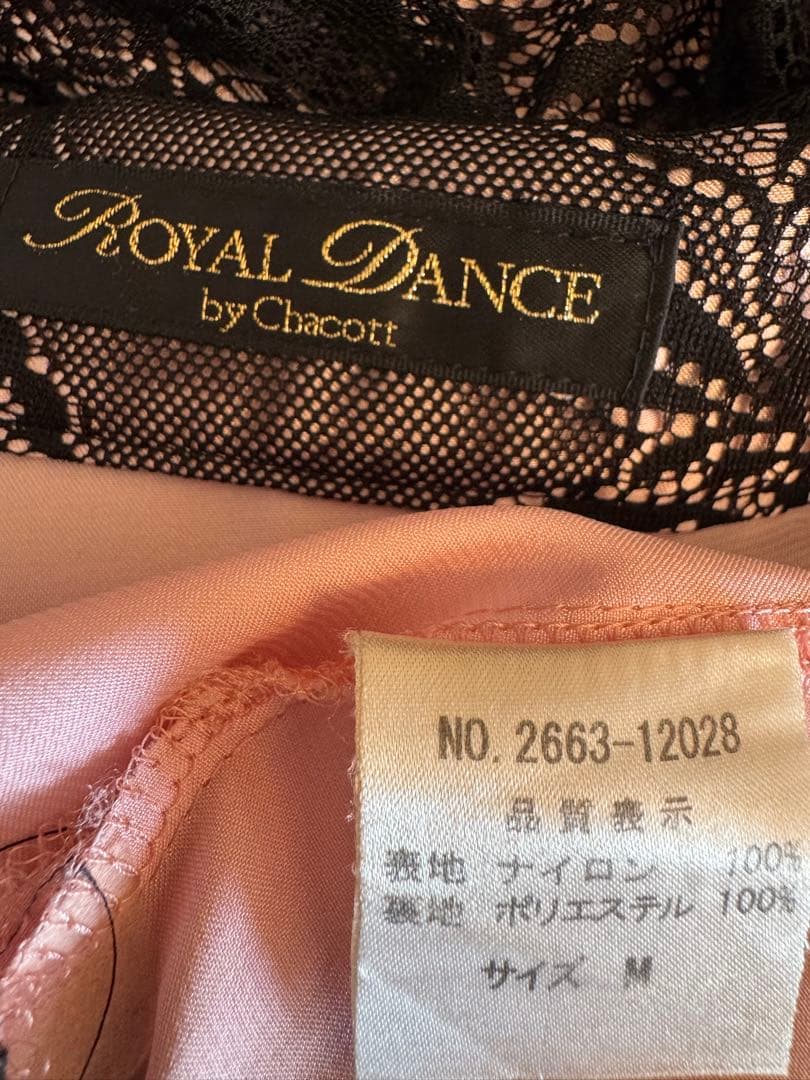 ROYAL DANCE
by Chacott
NO. 2663-12028
品質表示
表地 ナイロン 100%
裏地 ポリエステル 100%
サイズ M